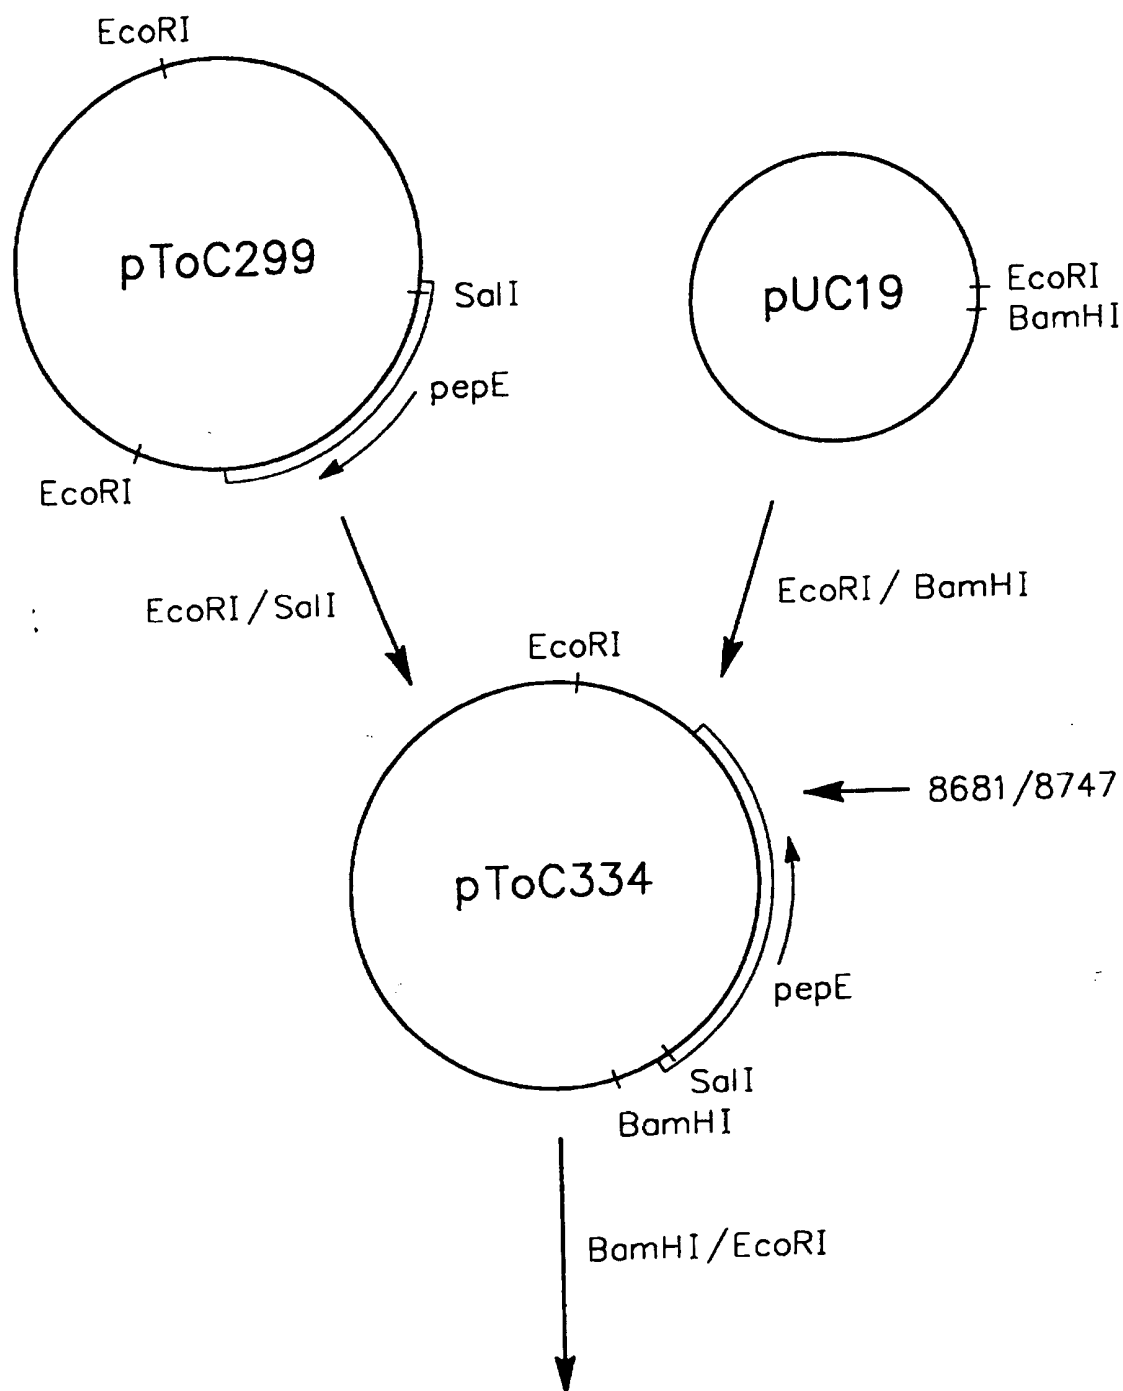 EcoRI
pToC299
SalI
pepE
EcoRI
pUC19
EcoRI
BamHI
EcoRI/SalI
EcoRI/ BamHI
EcoRI
8681/8747
pToC334
pepE
SalI
BamHI
BamHI/EcoRI